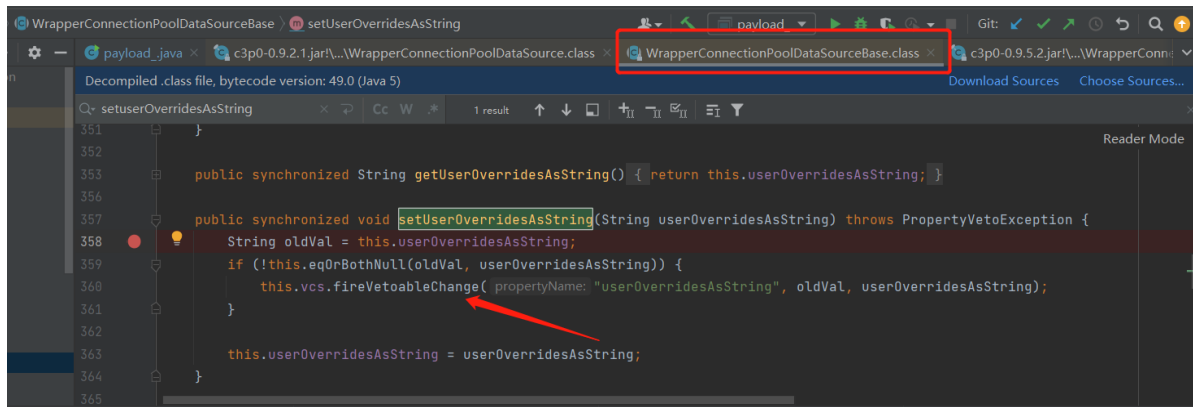 WrapperConnectionPoolDataSourceBase setUserOverridesAsString payload_ Git:
payload_.java c3p0-0.9.2.1.jar!\...\WrapperConnectionPoolDataSource.class WrapperConnectionPoolDataSourceBase.class c3p0-0.9.5.2.jar!\...\WrapperConne
on
Decompiled .class file, bytecode version: 49.0 (Java 5) Download Sources Choose Sources...
setuserOverridesAsString Cc W .* 1 result
Reader Mode
351 }
352
353 public synchronized String getUserOverridesAsString() { return this.userOverridesAsString; }
356
357 public synchronized void setUserOverridesAsString(String userOverridesAsString) throws PropertyVetoException {
358 String oldVal = this.userOverridesAsString;
359 if (!this.eqOrBothNull(oldVal, userOverridesAsString)) {
360 this.vcs.fireVetoableChange( propertyName: "userOverridesAsString", oldVal, userOverridesAsString);
361 }
362
363 this.userOverridesAsString = userOverridesAsString;
364 }
365